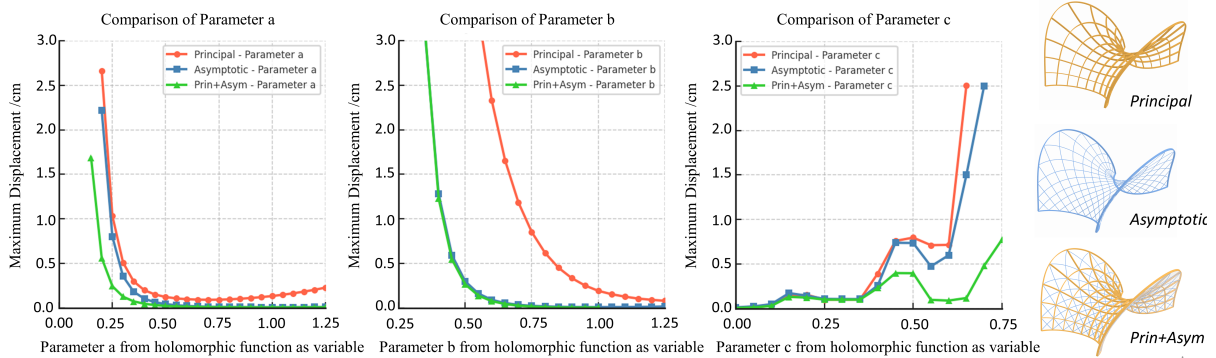 Comparison of Parameter a
Maximum Displacement /cm
3.0
2.5
2.0
1.5
1.0
0.5
0.0
Principal - Parameter a
Asymptotic - Parameter a
Prin+Asym - Parameter a
0.00 0.25 0.50 0.75 1.00 1.25
Parameter a from holomorphic function as variable
Comparison of Parameter b
Maximum Displacement /cm
3.0
2.5
2.0
1.5
1.0
0.5
0.0
Principal - Parameter b
Asymptotic - Parameter b
Prin+Asym - Parameter b
0.25 0.50 0.75 1.00 1.25
Parameter b from holomorphic function as variable
Comparison of Parameter c
Maximum Displacement /cm
3.0
2.5
2.0
1.5
1.0
0.5
0.0
Principal - Parameter c
Asymptotic - Parameter c
Prin+Asym - Parameter c
0.00 0.25 0.50 0.75
Parameter c from holomorphic function as variable
Principal
Asymptotic
Prin+Asym